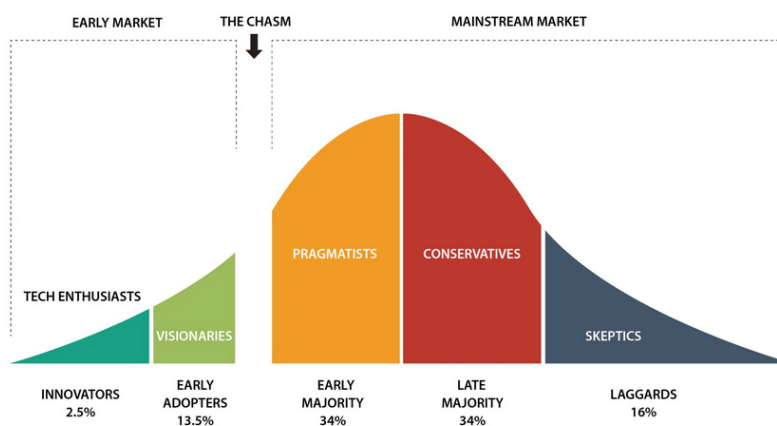 EARLY MARKET
THE CHASM
MAINSTREAM MARKET
PRAGMATISTS
CONSERVATIVES
TECH ENTHUSIASTS
VISIONARIES
SKEPTICS
INNOVATORS
2.5%
EARLY
ADOPTERS
13.5%
EARLY
MAJORITY
34%
LATE
MAJORITY
34%
LAGGARDS
16%